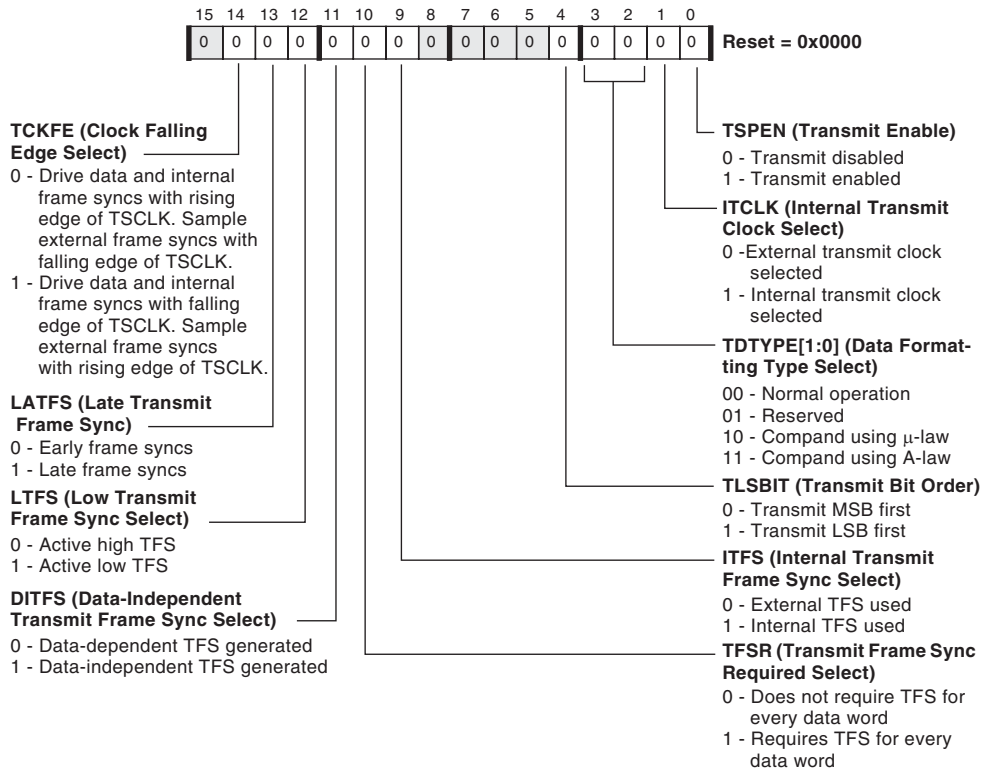 15 14 13 12 11 10 9 8 7 6 5 4 3 2 1 0
0 0 0 0 0 0 0 0 0 0 0 0 0 0 0 0 Reset = 0x0000
TCKFE (Clock Falling
Edge Select)
0 - Drive data and internal
frame syncs with rising
edge of TSCLK. Sample
external frame syncs with
falling edge of TSCLK.
1 - Drive data and internal
frame syncs with falling
edge of TSCLK. Sample
external frame syncs
with rising edge of TSCLK.
LATFS (Late Transmit
Frame Sync)
0 - Early frame syncs
1 - Late frame syncs
LTFS (Low Transmit
Frame Sync Select)
0 - Active high TFS
1 - Active low TFS
DITFS (Data-Independent
Transmit Frame Sync Select)
0 - Data-dependent TFS generated
1 - Data-independent TFS generated
TSPEN (Transmit Enable)
0 - Transmit disabled
1 - Transmit enabled
ITCLK (Internal Transmit
Clock Select)
0 -External transmit clock
selected
1 - Internal transmit clock
selected
TDTYPE[1:0] (Data Format-
ting Type Select)
00 - Normal operation
01 - Reserved
10 - Compand using μ-law
11 - Compand using A-law
TLSBIT (Transmit Bit Order)
0 - Transmit MSB first
1 - Transmit LSB first
ITFS (Internal Transmit
Frame Sync Select)
0 - External TFS used
1 - Internal TFS used
TFSR (Transmit Frame Sync
Required Select)
0 - Does not require TFS for
every data word
1 - Requires TFS for every
data word